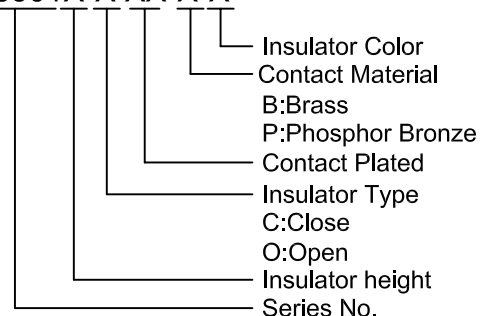 Insulator Color
Contact Material
B:Brass
P:Phosphor Bronze
Contact Plated
Insulator Type
C:Close
O:Open
Insulator height
Series No.